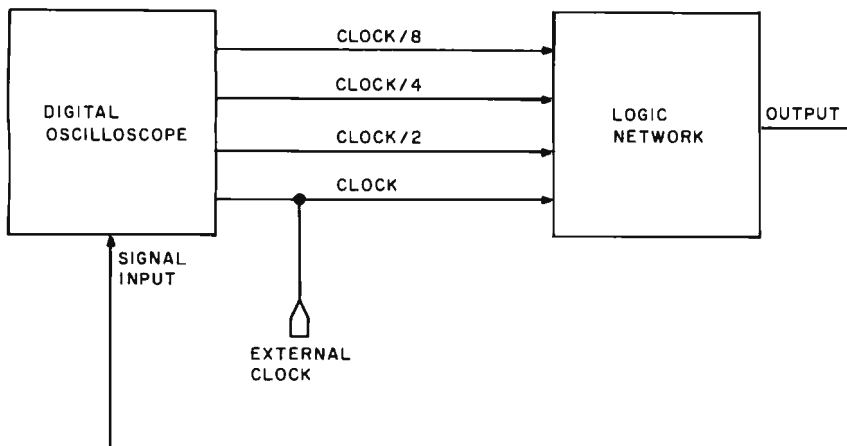 CLOCK/8
CLOCK/4
DIGITAL
OSCILLOSCOPE
CLOCK/2
CLOCK
LOGIC
NETWORK
OUTPUT
SIGNAL
INPUT
EXTERNAL
CLOCK